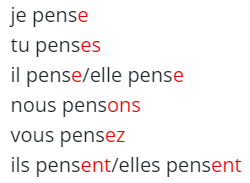 je pense
tu penses
il pense/elle pense
nous pensons
vous pensez
ils pensent/elles pensent